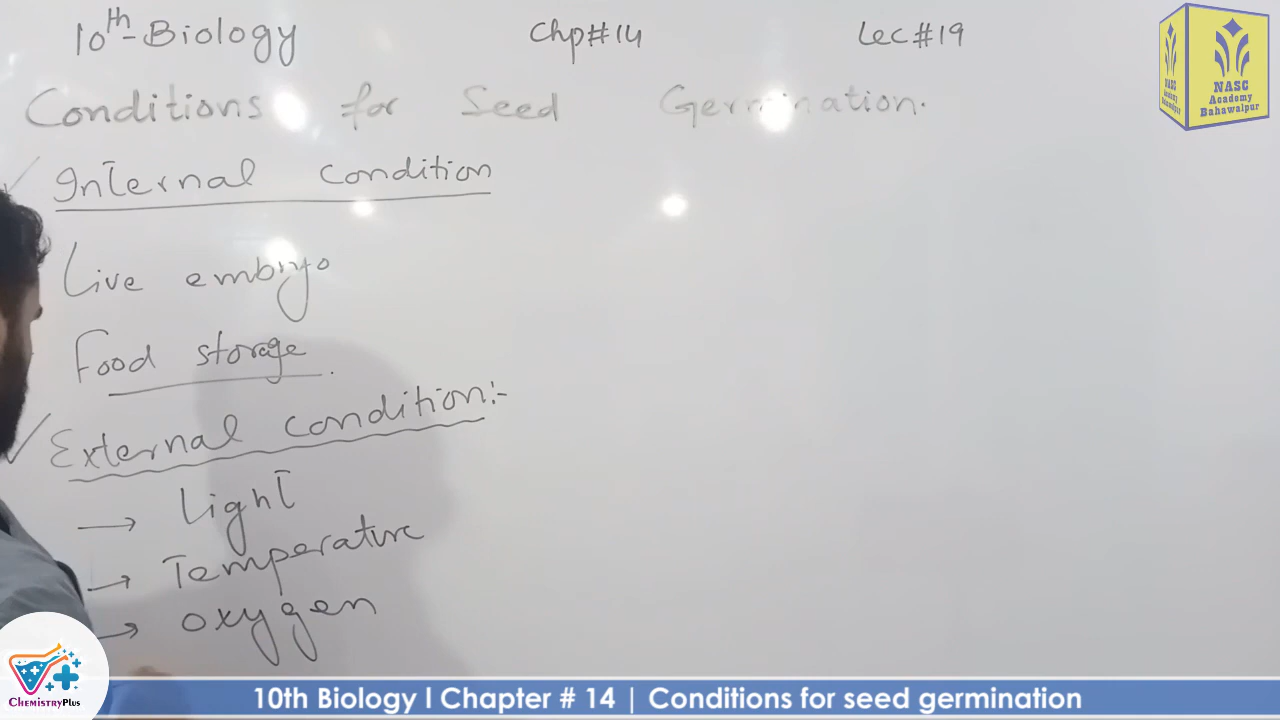 10th-Biology Chp#14 Lec#19
Conditions for Seed Germination.
Internal condition
Live embryo
Food storage.
External condition:-
→ Light
→ Temperature
→ Oxygen
NASC
Academy
Bahawalpur
ChemistryPlus
10th Biology l Chapter # 14 | Conditions for seed germination